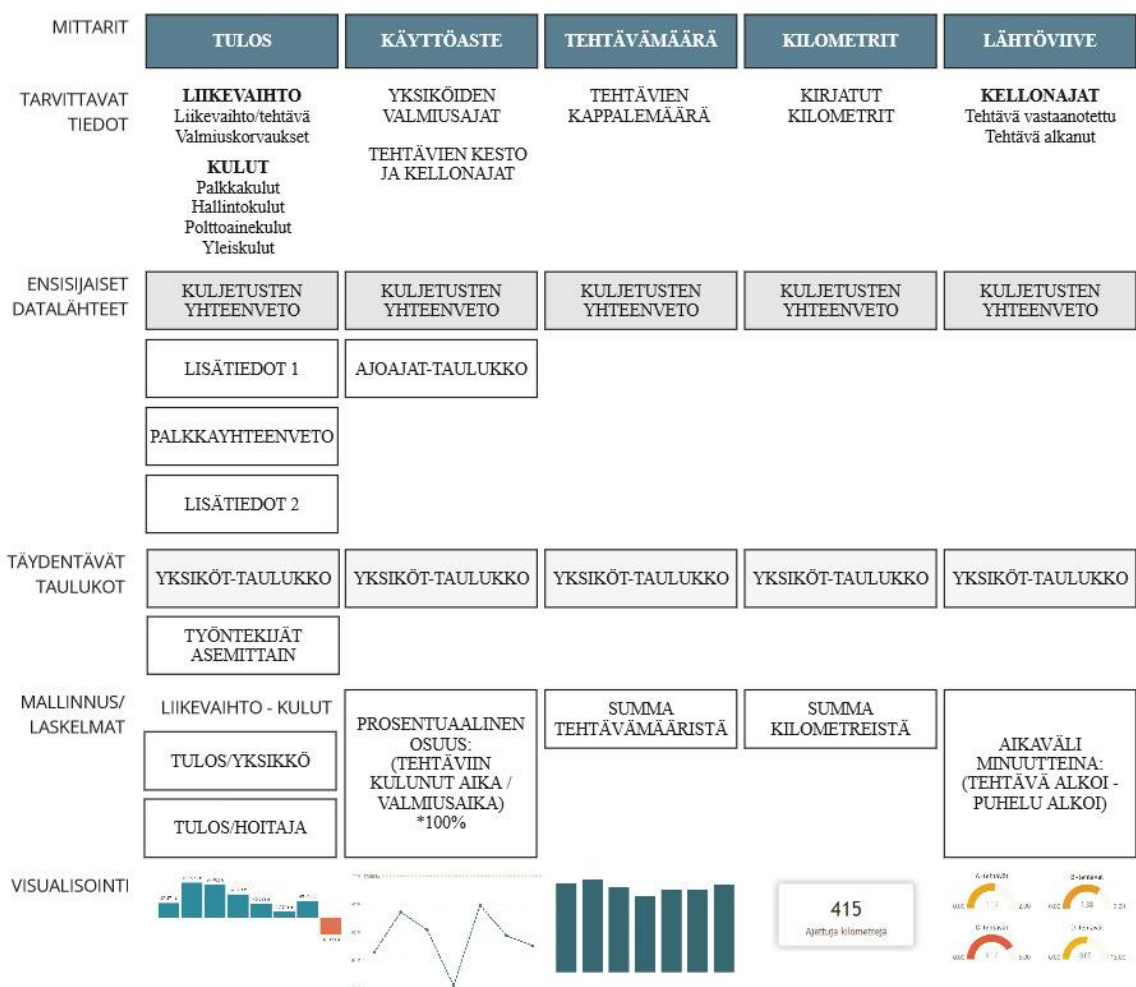 MITTARIT
TULOS
KÄYTTÖASTE
TEHTÄVÄMÄÄRÄ
KILOMETRIT
LÄHTÖVIIVE
TARVITTAVAT
TIEDOT
LIIKEVAIHTO
Liikevaihto/tehtävä
Valmiuskorvaukset
KULUT
Palkkakulut
Hallintokulut
Polttoainekulut
Yleiskulut
YKSIKÖIDEN
VALMIUSAJAT
TEHTÄVIEN KESTO
JA KELLONAJAT
TEHTÄVIEN
KAPPALEMÄÄRÄ
KIRJATUT
KILOMETRIT
KELLONAJAT
Tehtävä vastaanotettu
Tehtävä alkanut
ENSISIJAISET
DATALÄHTEET
KULJETUSTEN
YHTEENVETO
KULJETUSTEN
YHTEENVETO
KULJETUSTEN
YHTEENVETO
KULJETUSTEN
YHTEENVETO
KULJETUSTEN
YHTEENVETO
LISÄTIEDOT 1
AJOAJAT-TAULUKKO
PALKKAYHTEENVETO
LISÄTIEDOT 2
TÄYDENTÄVÄT
TAULUKOT
YKSIKÖT-TAULUKKO
YKSIKÖT-TAULUKKO
YKSIKÖT-TAULUKKO
YKSIKÖT-TAULUKKO
YKSIKÖT-TAULUKKO
TYÖNTEKIJÄT
ASEMITTAIN
MALLINNUS/
LASKELMAT
LIIKEVAIHTO - KULUT
TULOS/YKSIKKÖ
TULOS/HOITAJA
PROSENTUAALINEN
OSUUS:
(TEHTÄVIIN
KULUNUT AIKA /
VALMIUSAIKA)
*100%
SUMMA
TEHTÄVÄMÄÄRISTÄ
SUMMA
KILOMETREISTÄ
AIKAVÄLI
MINUUTTEINA:
(TEHTÄVÄ ALKOI -
PUHELU ALKOI)
VISUALISOINTI
415
Ajettuja kilometrejä
A-tehtävät
B-tehtävät